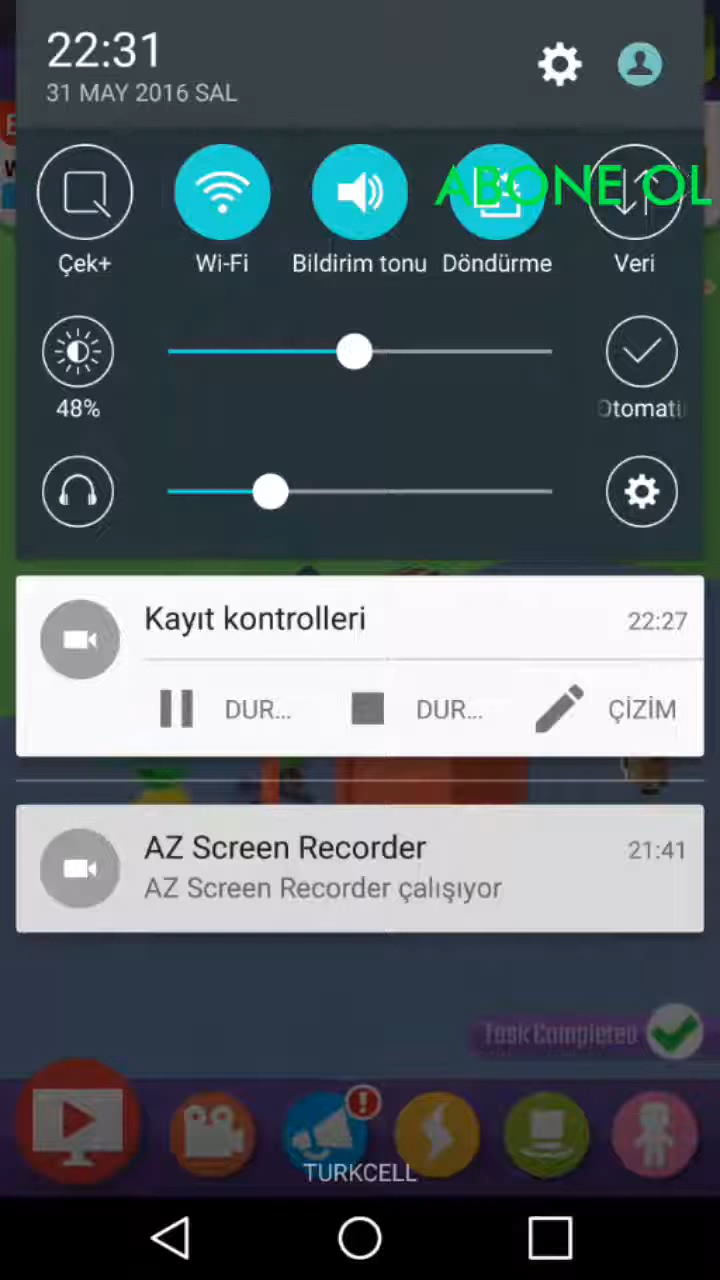 22:31
31 MAY 2016 SAL
ABONE OL
Çek+
Wi-Fi
Bildirim tonu
Döndürme
Veri
48%
Otomati
Kayıt kontrolleri
22:27
DUR...
DUR...
ÇİZİM
AZ Screen Recorder
21:41
AZ Screen Recorder çalışıyor
Task Completed
TURKCELL